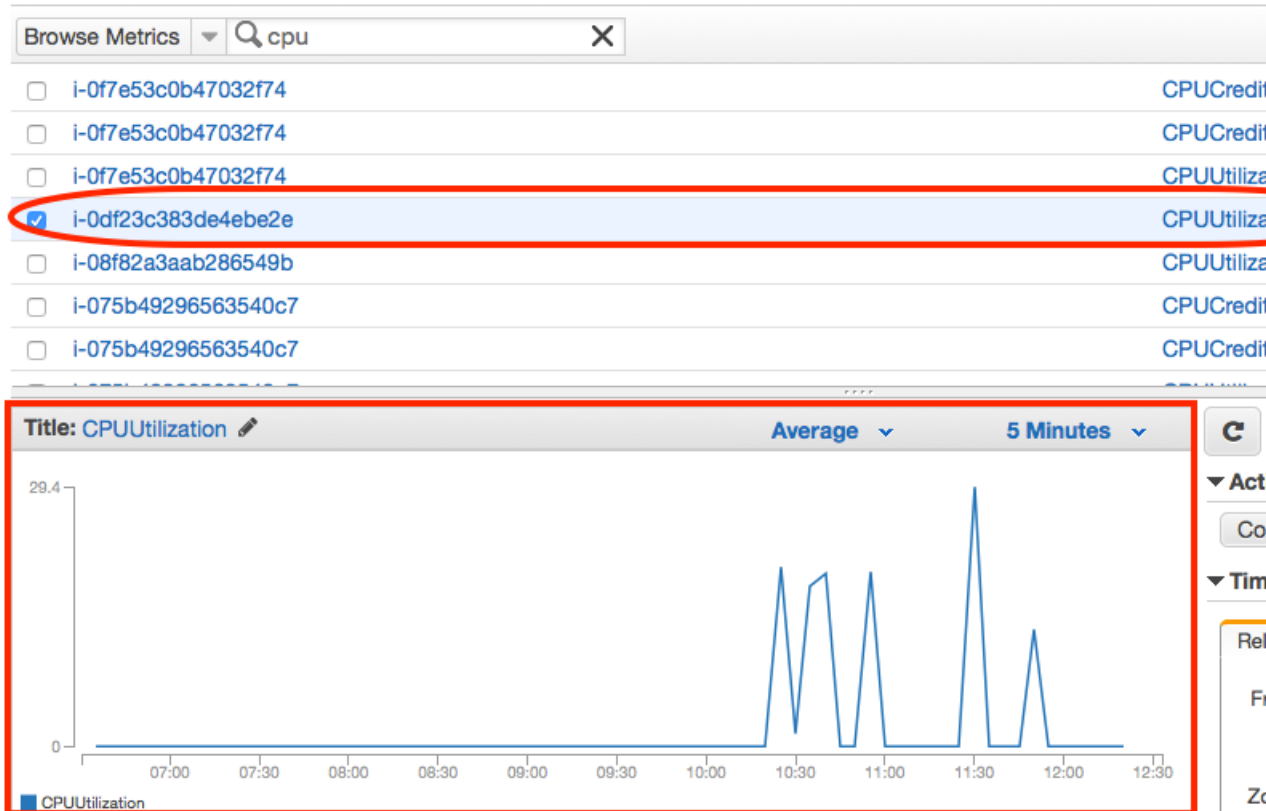 Browse Metrics cpu
i-0f7e53c0b47032f74 CPUCredit
i-0f7e53c0b47032f74 CPUCredit
i-0f7e53c0b47032f74 CPUUtiliza
i-0df23c383de4ebe2e CPUUtiliza
i-08f82a3aab286549b CPUUtiliza
i-075b49296563540c7 CPUCredit
i-075b49296563540c7 CPUCredit
Title: CPUUtilization Average 5 Minutes
Act
29.4
Co
Tim
Rel
Fr
0
07:00 07:30 08:00 08:30 09:00 09:30 10:00 10:30 11:00 11:30 12:00 12:30
CPUUtilization
Zo